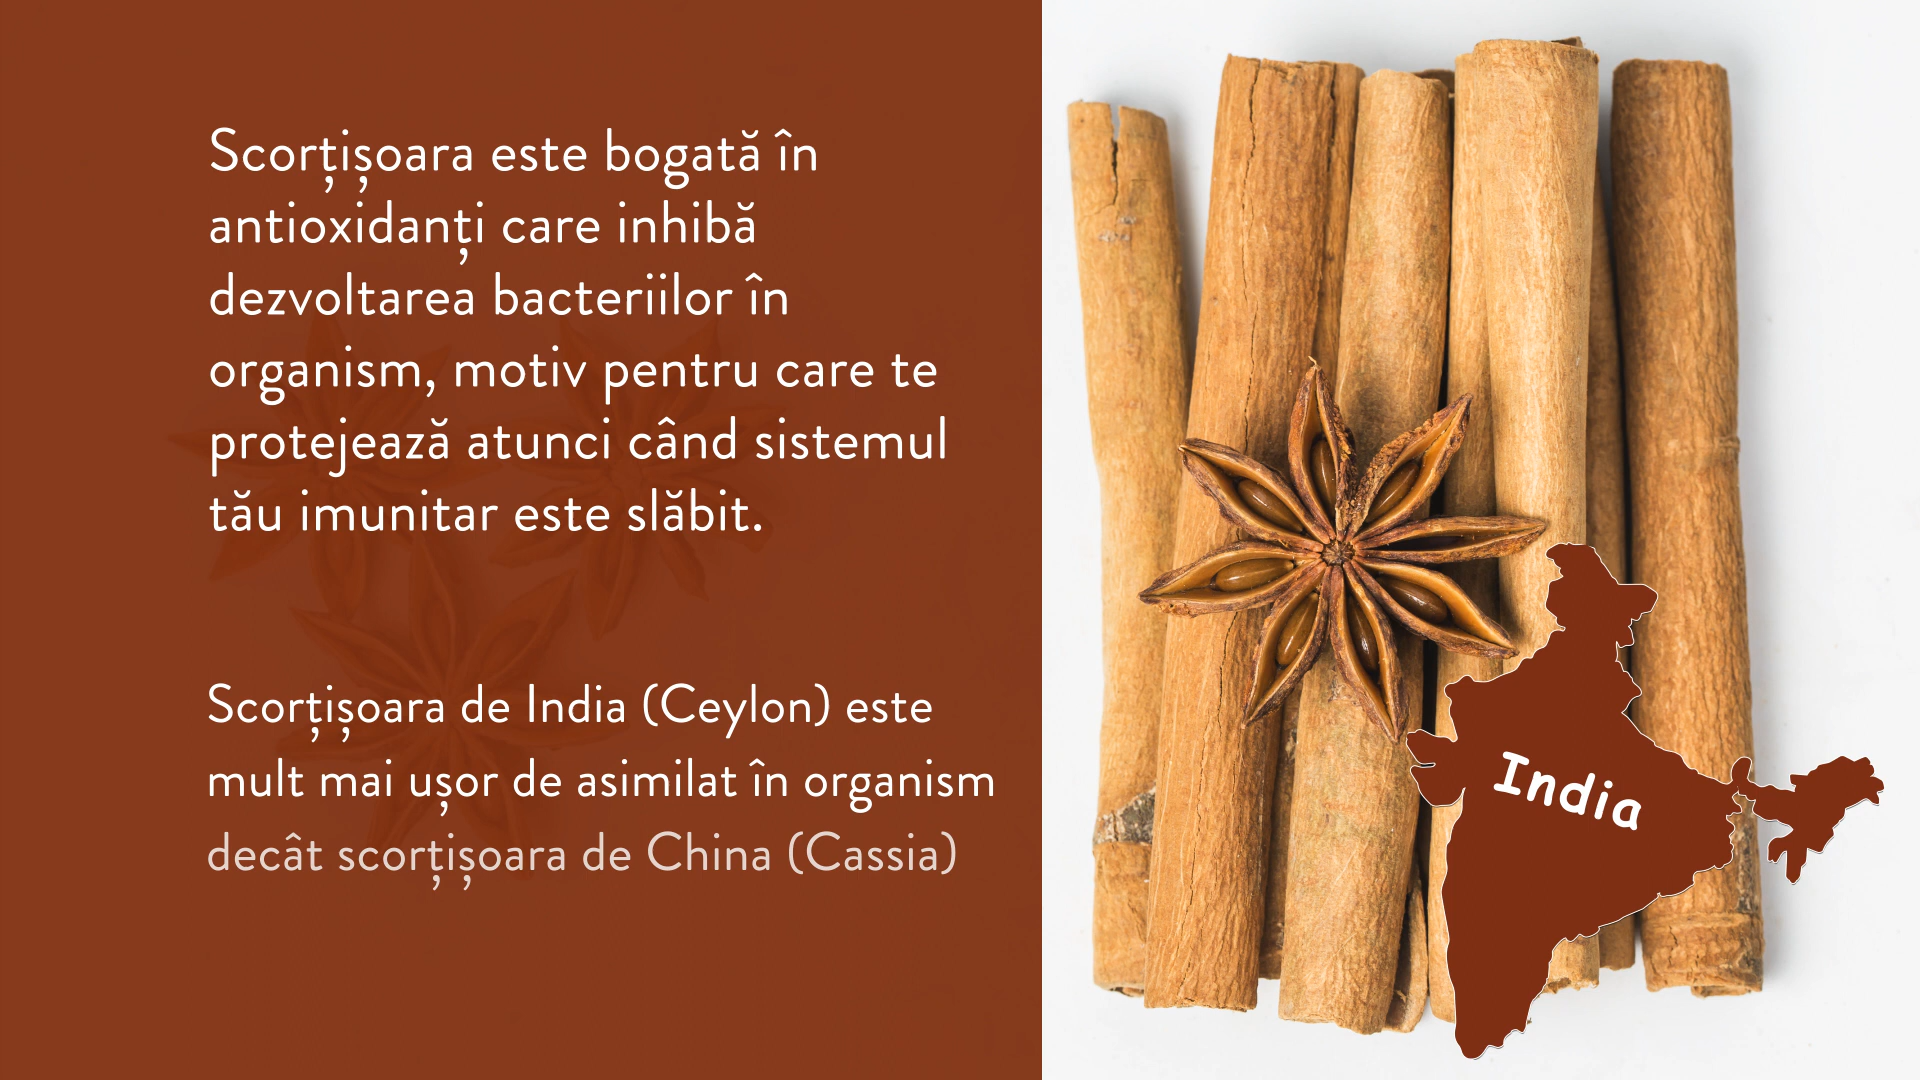 Scorțișoara este bogată în
antioxidanți care inhibă
dezvoltarea bacteriilor în
organism, motiv pentru care te
protejează atunci când sistemul
tău imunitar este slăbit.
Scorțișoara de India (Ceylon) este
mult mai ușor de asimilat în organism
decât scorțișoara de China (Cassia)
India